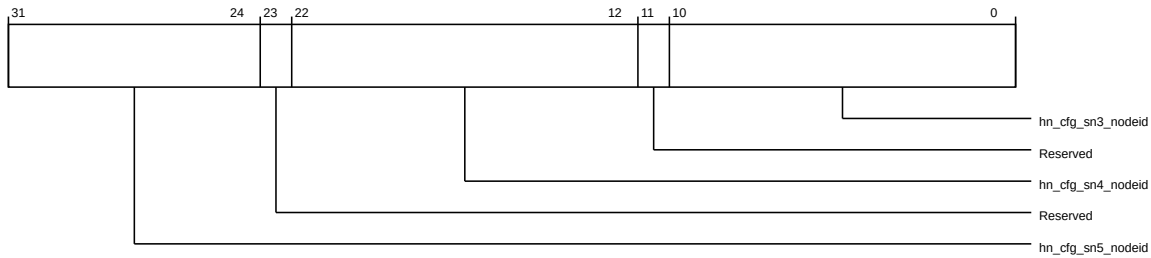 31 24 23 22 12 11 10 0
hn_cfg_sn3_nodeid
Reserved
hn_cfg_sn4_nodeid
Reserved
hn_cfg_sn5_nodeid